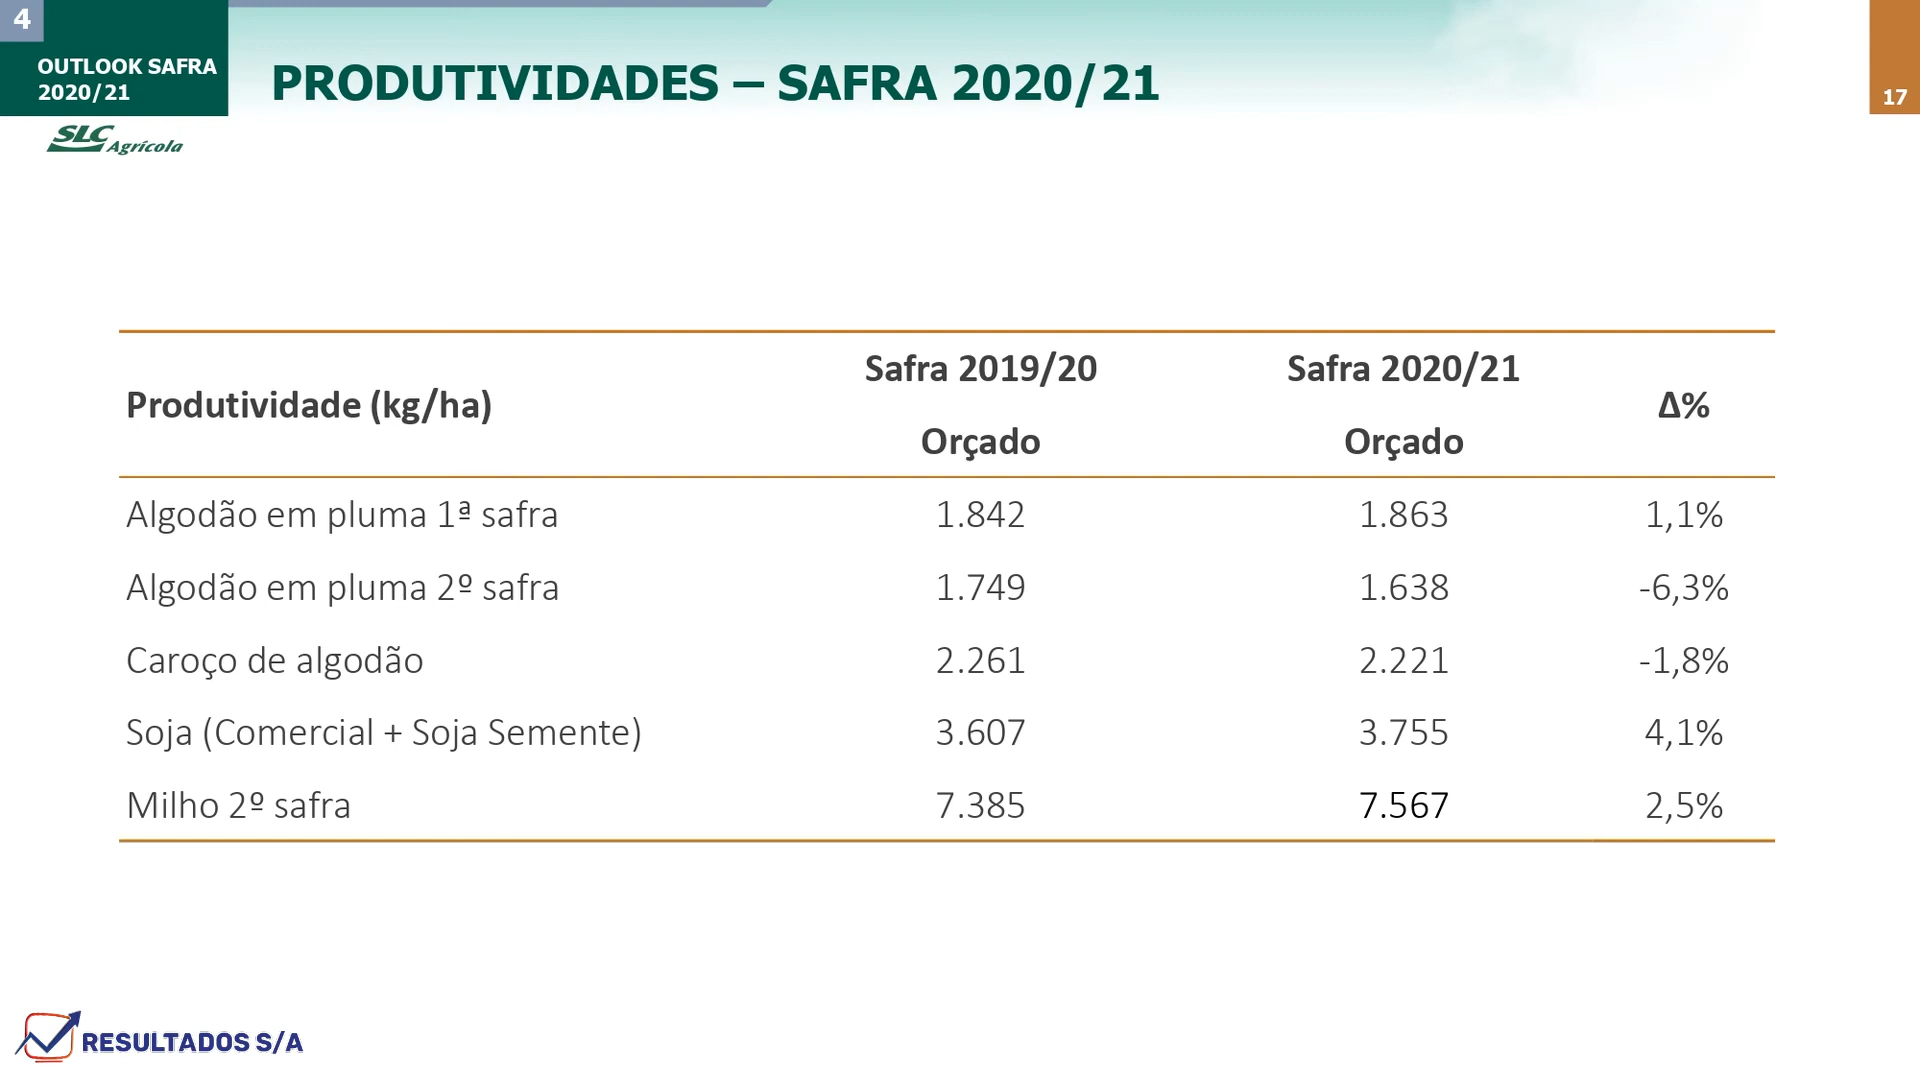 4
OUTLOOK SAFRA
2020/21
PRODUTIVIDADES – SAFRA 2020/21
17
SLC Agrícola
Produtividade (kg/ha) Safra 2019/20 Orçado Safra 2020/21 Orçado Δ%
Algodão em pluma 1ª safra 1.842 1.863 1,1%
Algodão em pluma 2º safra 1.749 1.638 -6,3%
Caroço de algodão 2.261 2.221 -1,8%
Soja (Comercial + Soja Semente) 3.607 3.755 4,1%
Milho 2º safra 7.385 7.567 2,5%
RESULTADOS S/A